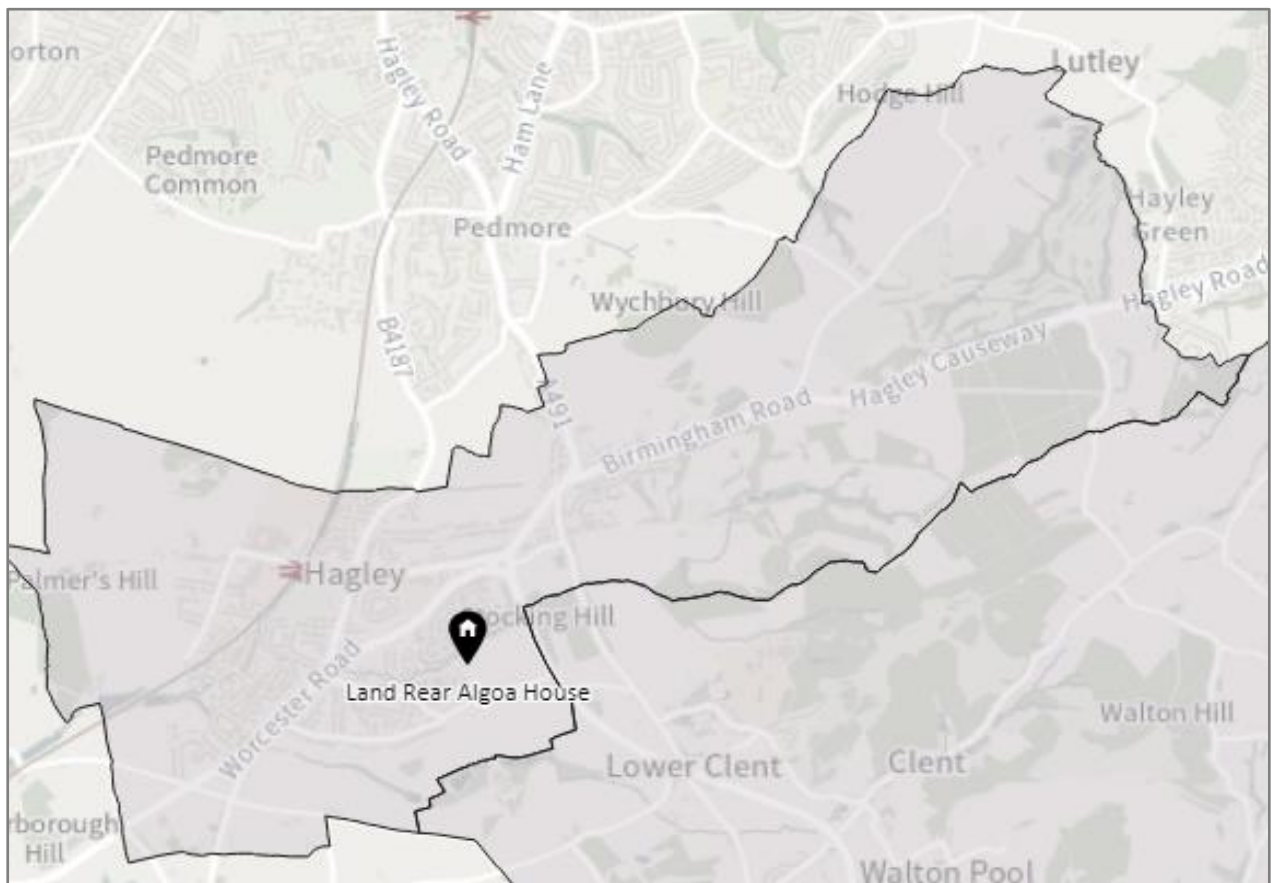 orton
Lutley
Hodge Hill
Hagley Road
Ham Lane
Pedmore
Common
Pedmore
Hayley
Green
Wychbury Hill
Hagley Road
B4187
Hagley Causeway
A491
Birmingham Road
Palmer's Hill
Hagley
ocking Hill
Land Rear Algoa House
Worcester Road
Walton Hill
Lower Clent
Clent
rborough
Hill
Walton Pool